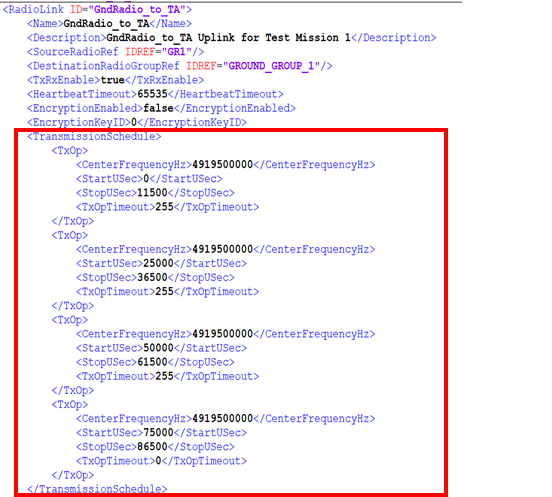 <RadioLink ID="GndRadio_to_TA">
<Name>GndRadio_to_TA</Name>
<Description>GndRadio_to_TA Uplink for Test Mission 1</Description>
<SourceRadioRef IDREF="GR1"/>
<DestinationRadioGroupRef IDREF="GROUND_GROUP_1"/>
<TxRxEnable>true</TxRxEnable>
<HeartbeatTimeout>65535</HeartbeatTimeout>
<EncryptionEnabled>false</EncryptionEnabled>
<EncryptionKeyID>0</EncryptionKeyID>
<TransmissionSchedule>
<TxOp>
<CenterFrequencyHz>4919500000</CenterFrequencyHz>
<StartUSec>0</StartUSec>
<StopUSec>11500</StopUSec>
<TxOpTimeout>255</TxOpTimeout>
</TxOp>
<TxOp>
<CenterFrequencyHz>4919500000</CenterFrequencyHz>
<StartUSec>25000</StartUSec>
<StopUSec>36500</StopUSec>
<TxOpTimeout>255</TxOpTimeout>
</TxOp>
<TxOp>
<CenterFrequencyHz>4919500000</CenterFrequencyHz>
<StartUSec>50000</StartUSec>
<StopUSec>61500</StopUSec>
<TxOpTimeout>255</TxOpTimeout>
</TxOp>
<TxOp>
<CenterFrequencyHz>4919500000</CenterFrequencyHz>
<StartUSec>75000</StartUSec>
<StopUSec>86500</StopUSec>
<TxOpTimeout>0</TxOpTimeout>
</TxOp>
</TransmissionSchedule>